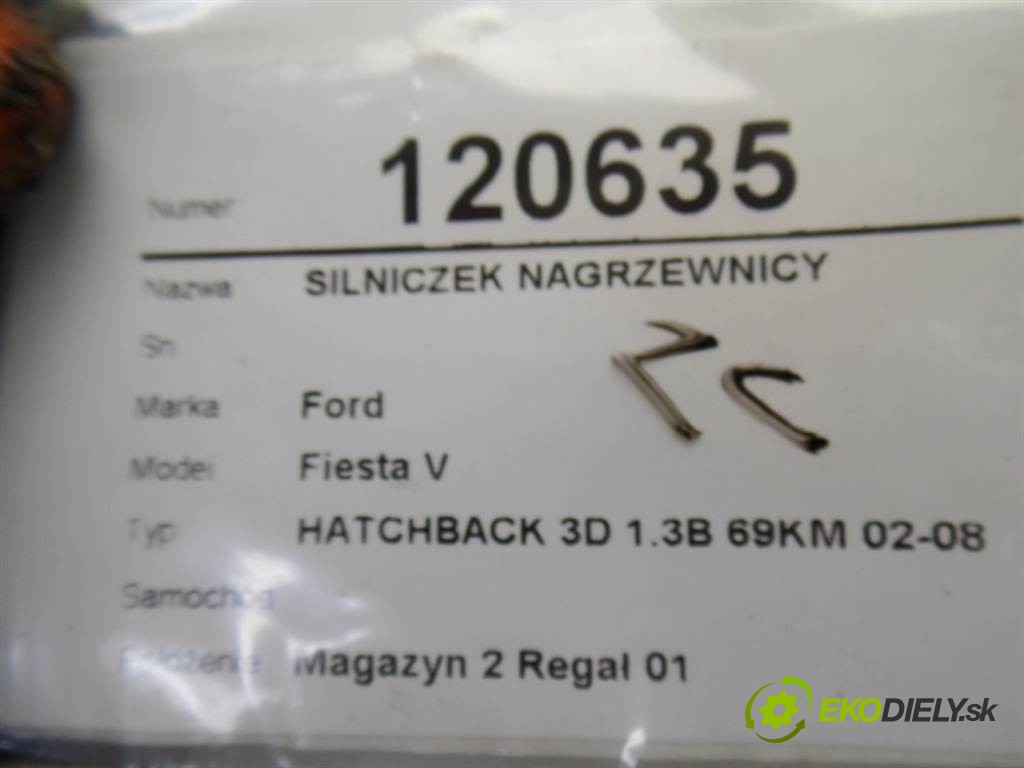 Numer 120635
Nazwa SILNICZEK NAGRZEWNICY
Sn
Marka Ford
Model Fiesta V
Typ HATCHBACK 3D 1.3B 69KM 02-08
Samochód
Położenie Magazyn 2 Regał 01
EKODIELY.sk